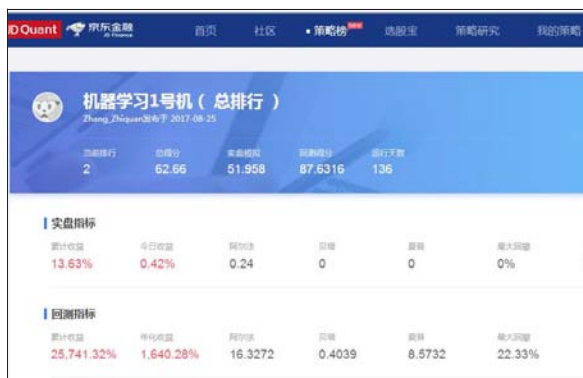 JD Quant 京东金融 JD Finance 首页 社区 • 策略榜 NEW 选股宝 策略研究 我的策略
机器学习1号机 ( 总排行 )
Zhang_Zhiquan发布于 2017-08-25
当前排行 总得分 实盘模拟 回测得分 运行天数
2 62.66 51.958 87.6316 136
实盘指标
累计收益 今日收益 阿尔法 贝塔 夏普 最大回撤
13.63% 0.42% 0.24 0 0 0%
回测指标
累计收益 年化收益 阿尔法 贝塔 夏普 最大回撤
25,741.32% 1,640.28% 16.3272 0.4039 8.5732 22.33%